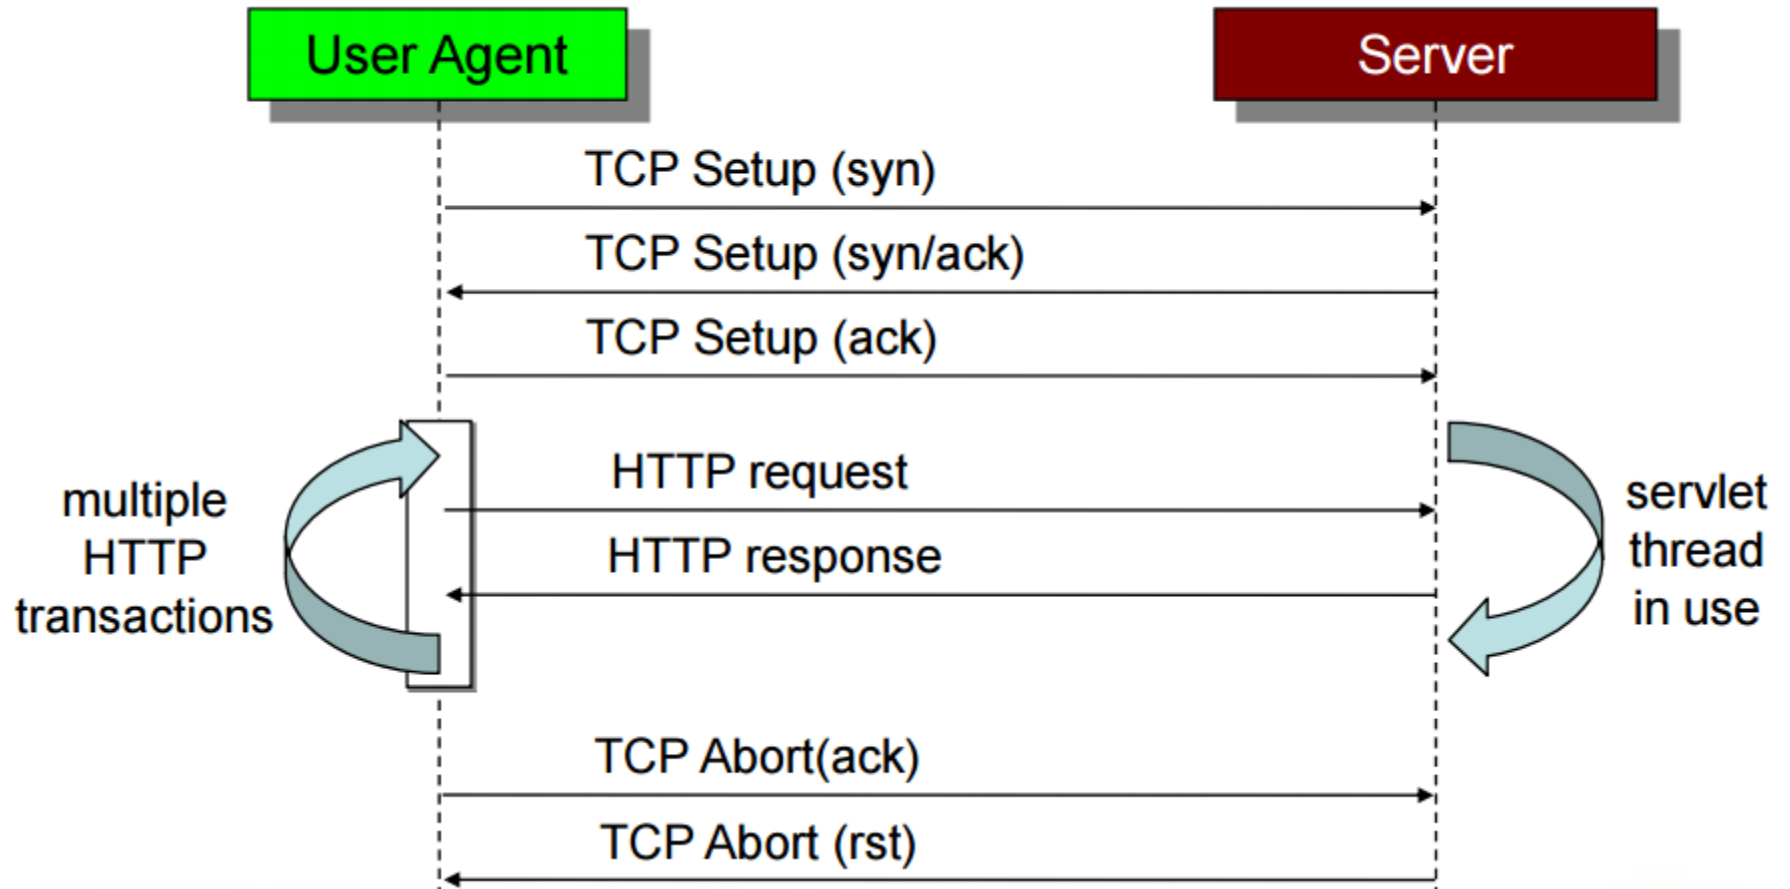 User Agent
Server
TCP Setup (syn)
TCP Setup (syn/ack)
TCP Setup (ack)
multiple
HTTP
transactions
HTTP request
HTTP response
servlet
thread
in use
TCP Abort(ack)
TCP Abort (rst)